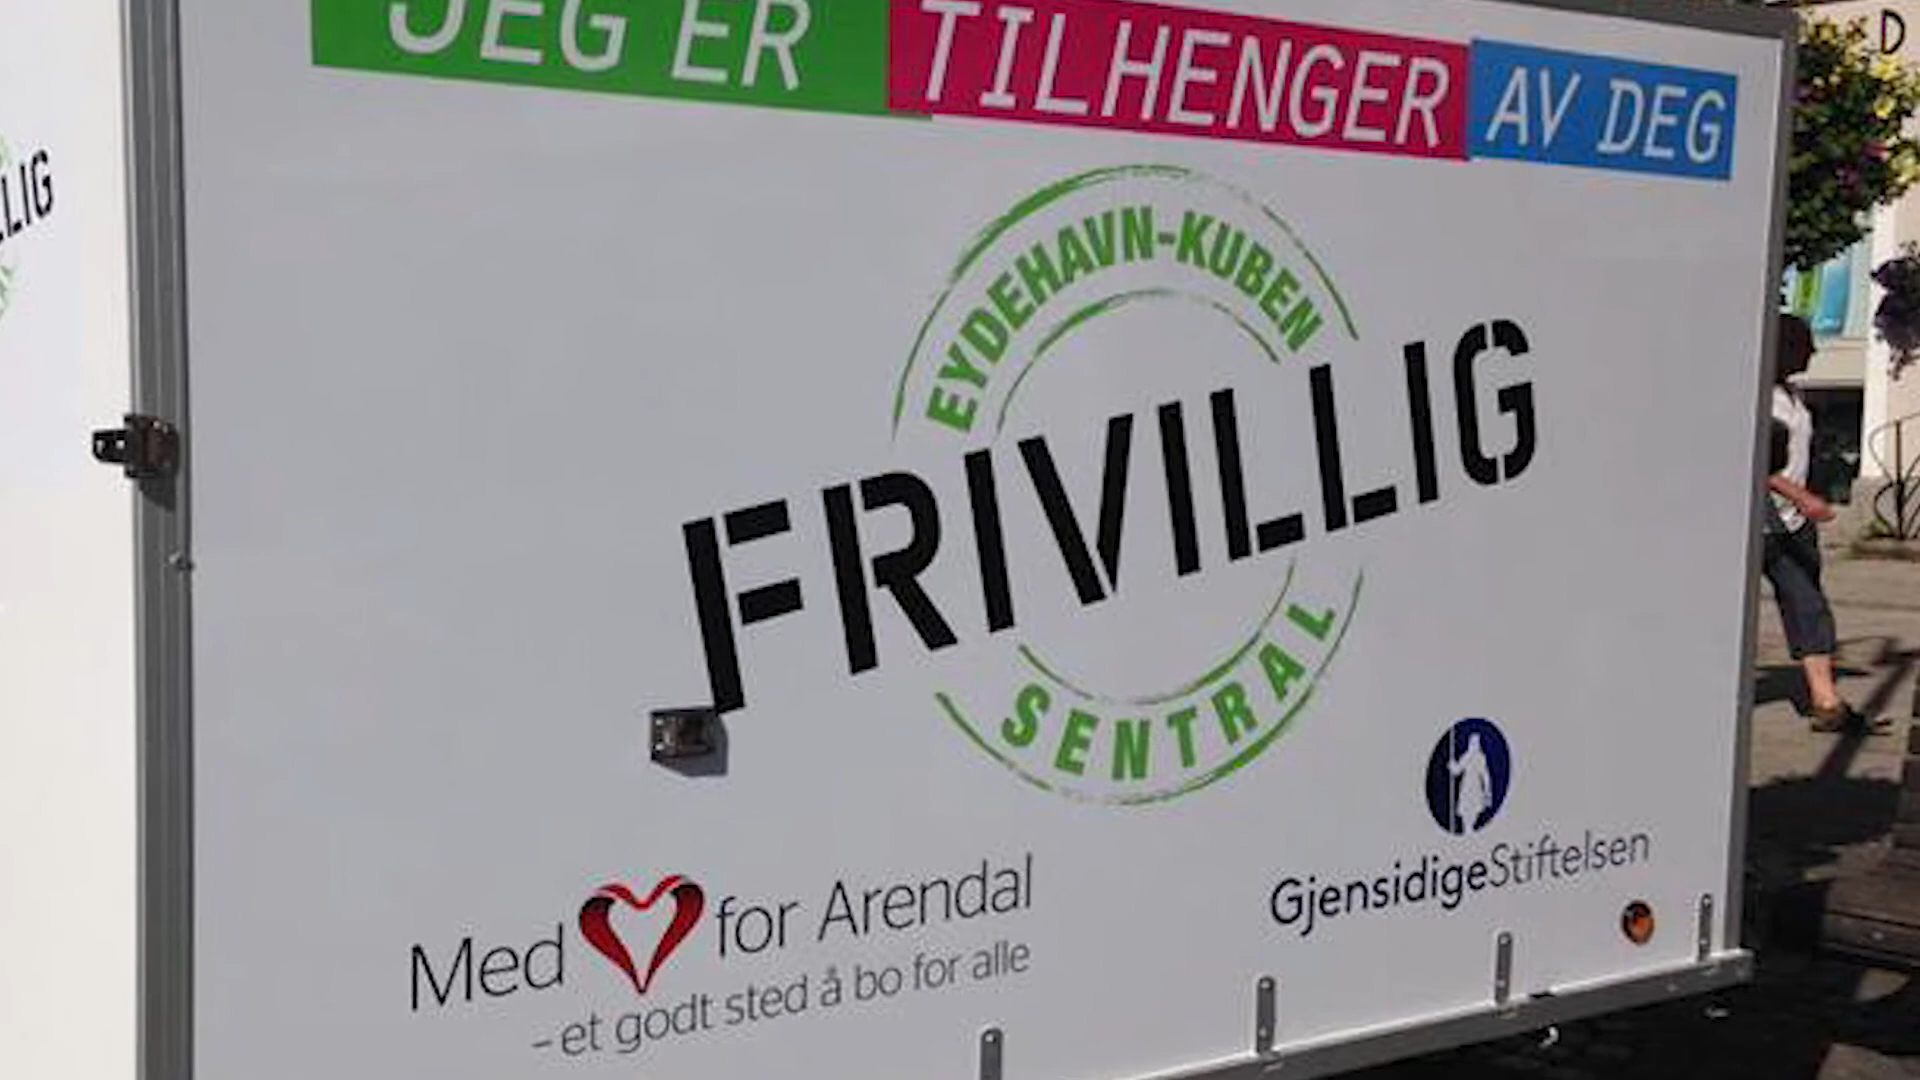 JEG ER TILHENGER AV DEG
EYDEHAVN-KUBEN
FRIVILLIG
SENTRAL
Med for Arendal
– et godt sted å bo for alle
GjensidigeStiftelsen
LIG
D